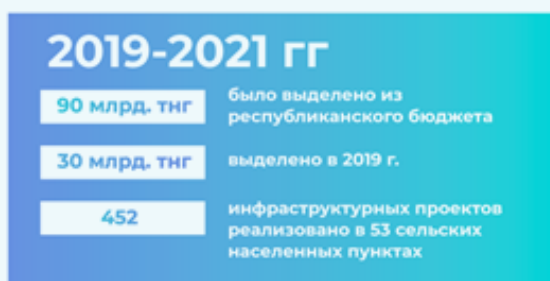 2019-2021 гг
90 млрд. тнг
было выделено из
республиканского бюджета
30 млрд. тнг
выделено в 2019 г.
452
инфраструктурных проектов
реализовано в 53 сельских
населенных пунктах